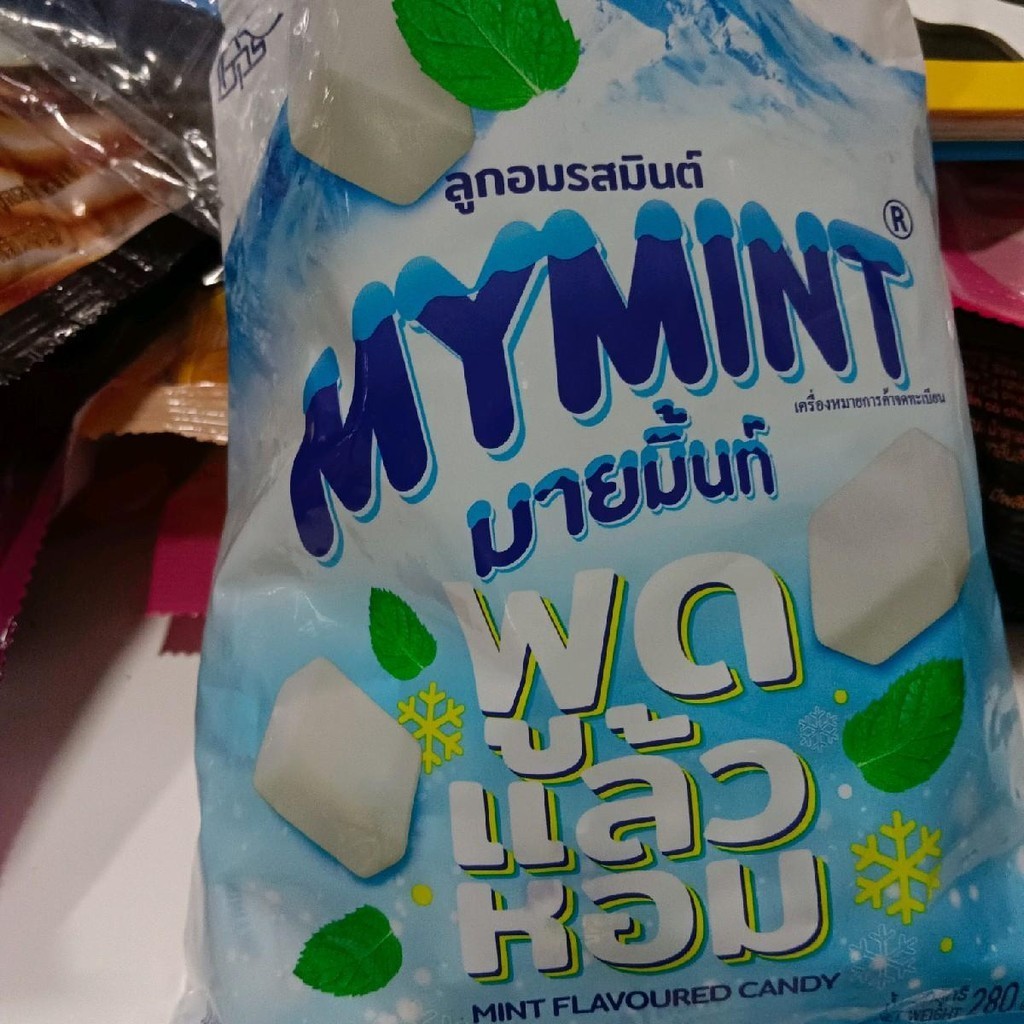 ลูกอมรสมินต์
MYMINT®
เครื่องหมายการค้าจดทะเบียน
มายมิ้นท์
พูด
แล้ว
หอม
MINT FLAVOURED CANDY
WEIGHT 280